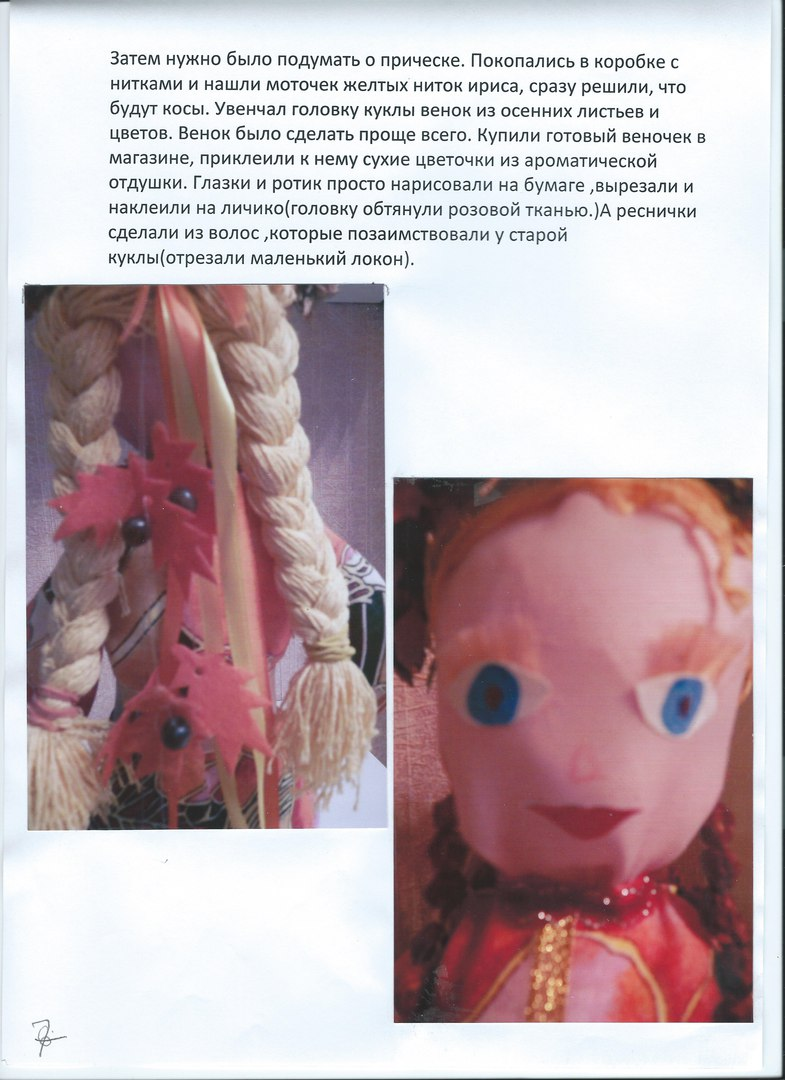 Затем нужно было подумать о прическе. Покопались в коробке с
нитками и нашли моточек желтых ниток ириса, сразу решили, что
будут косы. Увенчал головку куклы венок из осенних листьев и
цветов. Венок было сделать проще всего. Купили готовый веночек в
магазине, приклеили к нему сухие цветочки из ароматической
отдушки. Глазки и ротик просто нарисовали на бумаге ,вырезали и
наклеили на личико(головку обтянули розовой тканью.)А реснички
сделали из волос ,которые позаимствовали у старой
куклы(отрезали маленький локон).